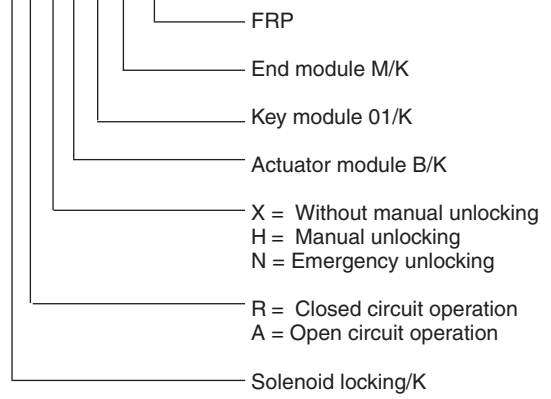 FRP
End module M/K
Key module 01/K
Actuator module B/K
X = Without manual unlocking
H = Manual unlocking
N = Emergency unlocking
R = Closed circuit operation
A = Open circuit operation
Solenoid locking/K